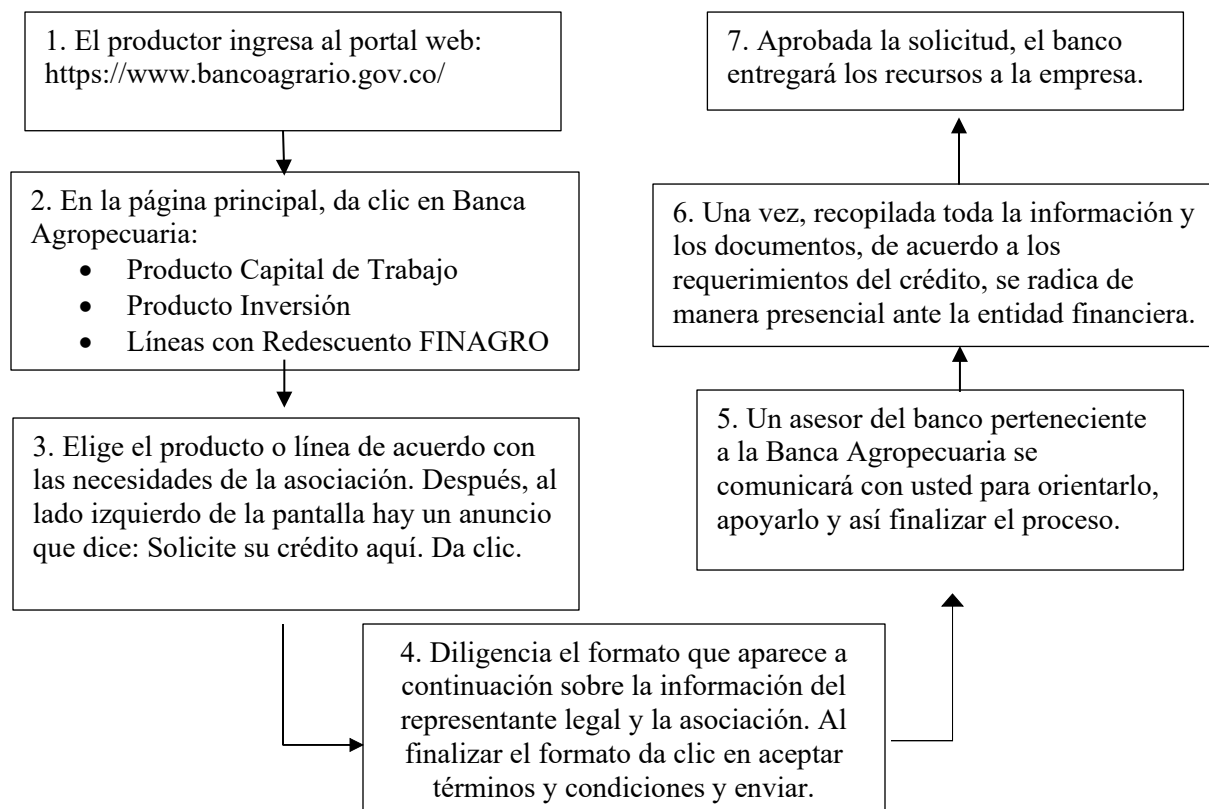 1. El productor ingresa al portal web:
https://www.bancoagrario.gov.co/
2. En la página principal, da clic en Banca
Agropecuaria:
• Producto Capital de Trabajo
• Producto Inversión
• Líneas con Redescuento FINAGRO
3. Elige el producto o línea de acuerdo con
las necesidades de la asociación. Después, al
lado izquierdo de la pantalla hay un anuncio
que dice: Solicite su crédito aquí. Da clic.
4. Diligencia el formato que aparece a
continuación sobre la información del
representante legal y la asociación. Al
finalizar el formato da clic en aceptar
términos y condiciones y enviar.
5. Un asesor del banco perteneciente
a la Banca Agropecuaria se
comunicará con usted para orientarlo,
apoyarlo y así finalizar el proceso.
6. Una vez, recopilada toda la información y
los documentos, de acuerdo a los
requerimientos del crédito, se radica de
manera presencial ante la entidad financiera.
7. Aprobada la solicitud, el banco
entregará los recursos a la empresa.